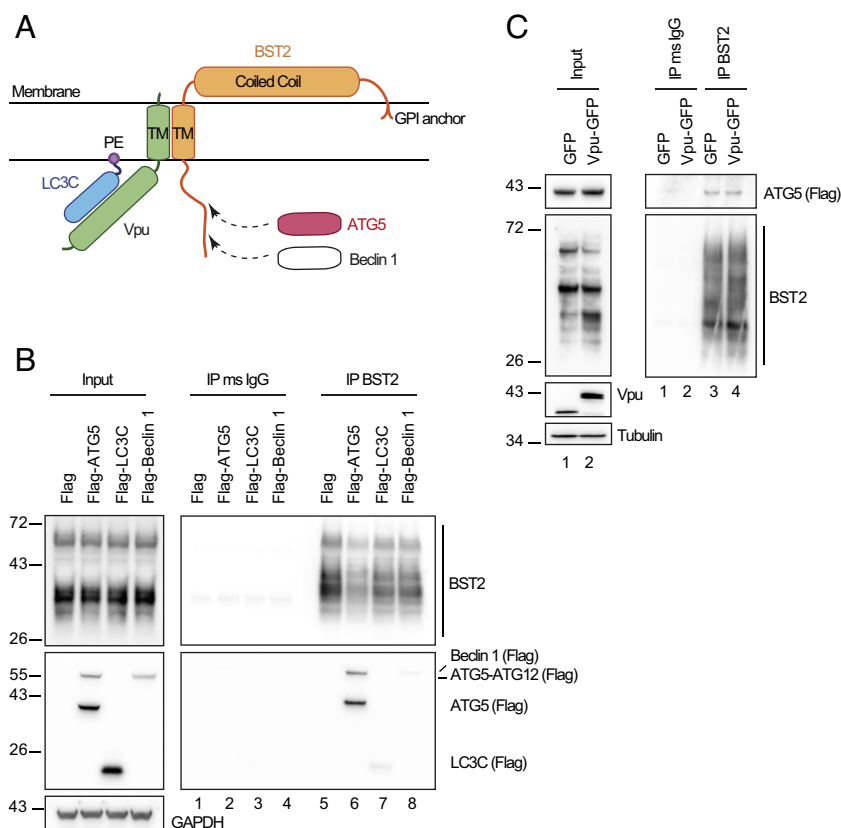 A
BST2
Coiled Coil
Membrane
GPI anchor
TM
TM
PE
LC3C
Vpu
ATG5
Beclin 1
B
Input
IP ms IgG
IP BST2
Flag
Flag-ATG5
Flag-LC3C
Flag-Beclin 1
Flag
Flag-ATG5
Flag-LC3C
Flag-Beclin 1
Flag
Flag-ATG5
Flag-LC3C
Flag-Beclin 1
72
43
26
BST2
55
43
26
Beclin 1 (Flag)
ATG5-ATG12 (Flag)
ATG5 (Flag)
LC3C (Flag)
43
1 2 3 4 5 6 7 8
GAPDH
C
Input
IP ms IgG
IP BST2
GFP
Vpu-GFP
GFP
Vpu-GFP
GFP
Vpu-GFP
43
ATG5 (Flag)
72
26
BST2
1 2 3 4
43
Vpu
34
Tubulin
1 2